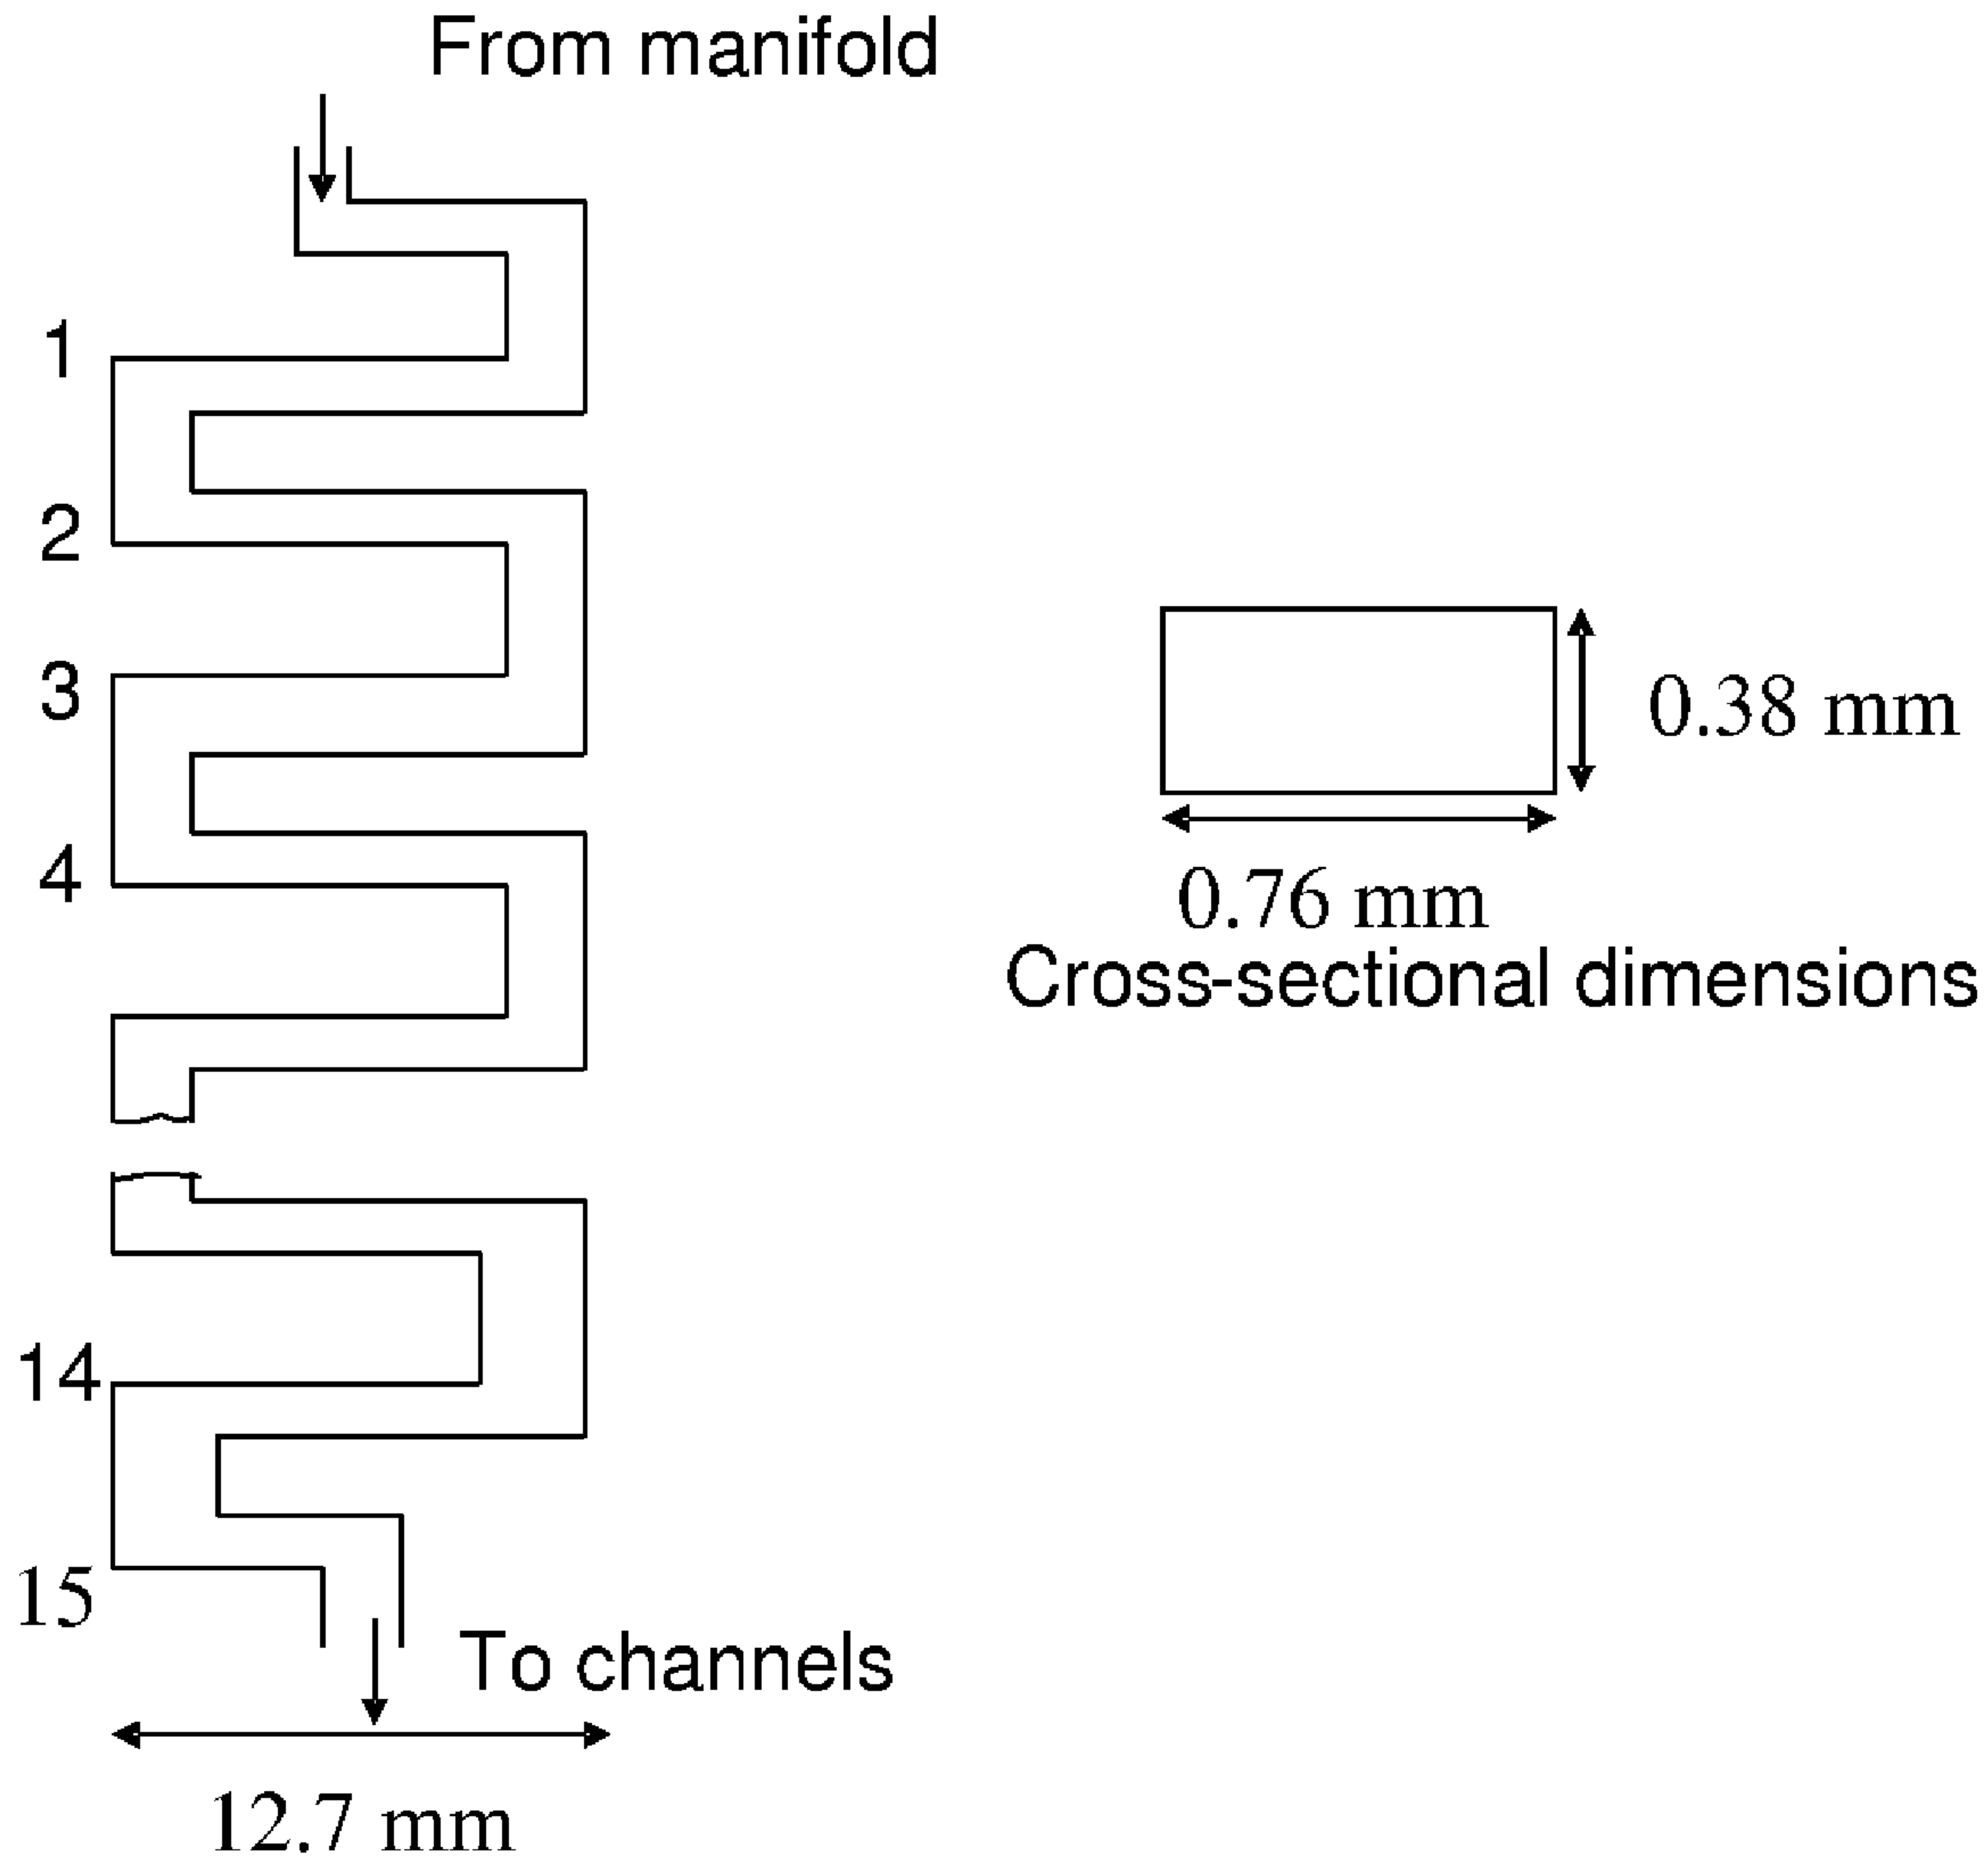 From manifold
1
2
3
0.38 mm
4
0.76 mm
Cross-sectional dimensions
14
15
To channels
12.7 mm